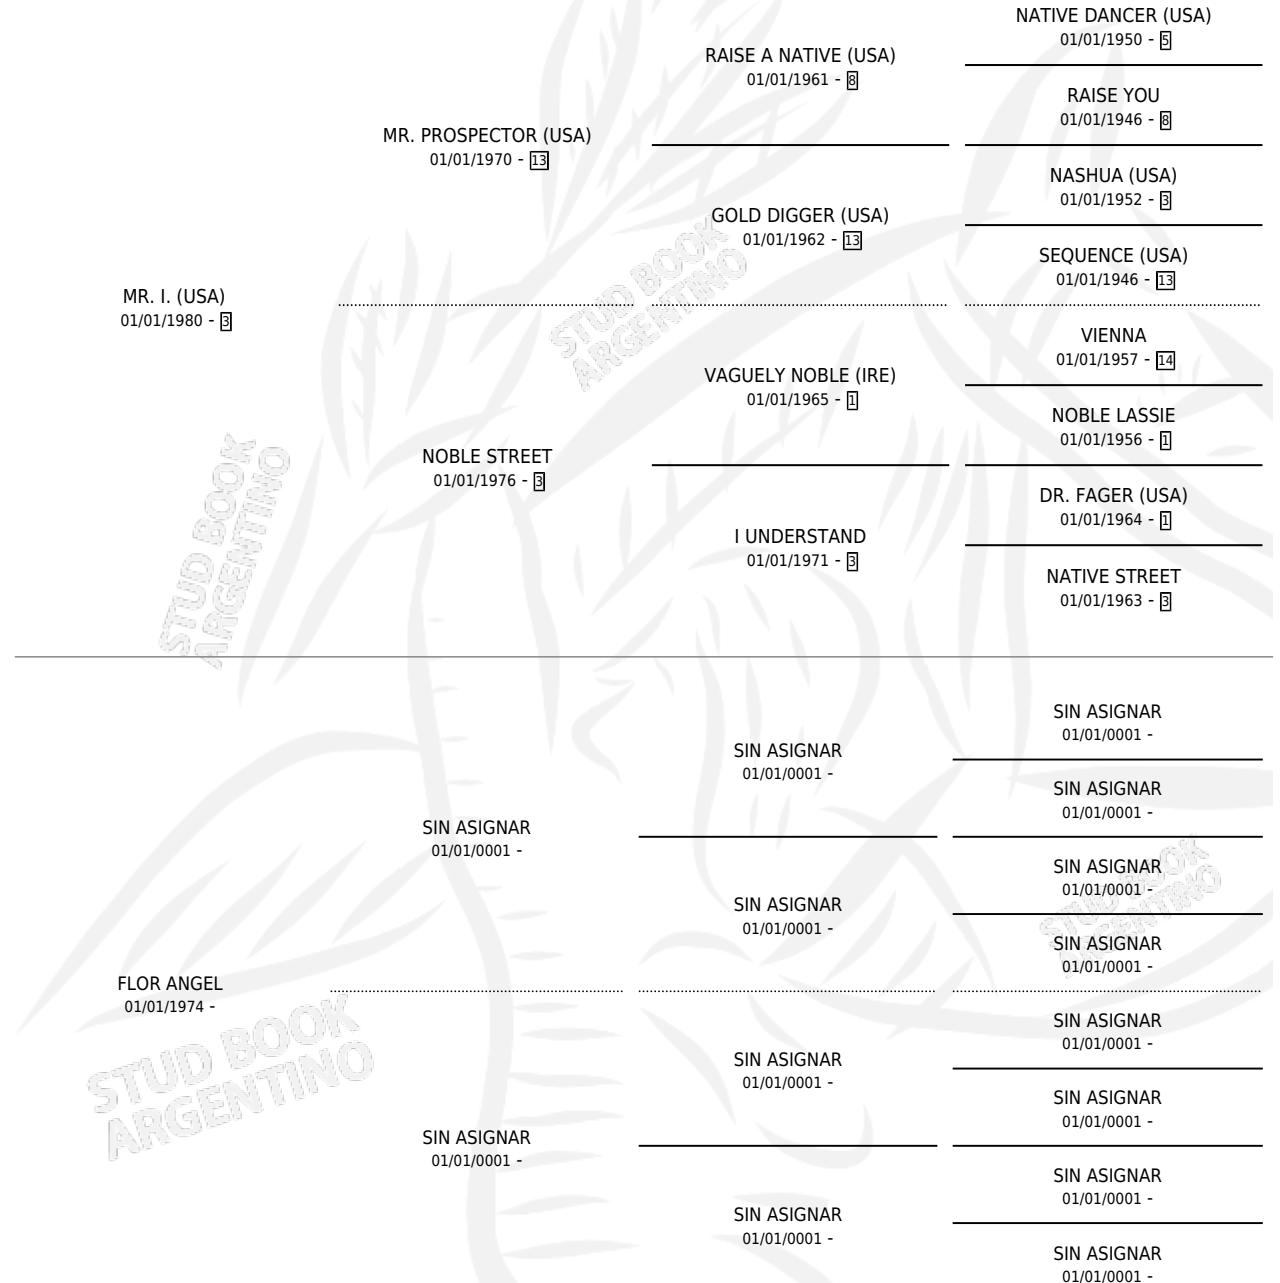 NATIVE DANCER (USA)
01/01/1950 - 5
RAISE A NATIVE (USA)
01/01/1961 - 8
RAISE YOU
01/01/1946 - 8
MR. PROSPECTOR (USA)
01/01/1970 - 13
NASHUA (USA)
01/01/1952 - 3
GOLD DIGGER (USA)
01/01/1962 - 13
SEQUENCE (USA)
01/01/1946 - 13
MR. I. (USA)
01/01/1980 - 3
STUD BOOK
ARGENTINO
VIENNA
01/01/1957 - 14
VAGUELY NOBLE (IRE)
01/01/1965 - 1
NOBLE LASSIE
01/01/1956 - 1
NOBLE STREET
01/01/1976 - 3
STUD BOOK
ARGENTINO
DR. FAGER (USA)
01/01/1964 - 1
I UNDERSTAND
01/01/1971 - 3
NATIVE STREET
01/01/1963 - 3
SIN ASIGNAR
01/01/0001 -
SIN ASIGNAR
01/01/0001 -
SIN ASIGNAR
01/01/0001 -
SIN ASIGNAR
01/01/0001 -
SIN ASIGNAR
01/01/0001 -
SIN ASIGNAR
01/01/0001 -
SIN ASIGNAR
01/01/0001 -
STUD BOOK
ARGENTINO
FLOR ANGEL
01/01/1974 -
STUD BOOK
ARGENTINO
SIN ASIGNAR
01/01/0001 -
SIN ASIGNAR
01/01/0001 -
SIN ASIGNAR
01/01/0001 -
SIN ASIGNAR
01/01/0001 -
SIN ASIGNAR
01/01/0001 -
SIN ASIGNAR
01/01/0001 -
SIN ASIGNAR
01/01/0001 -